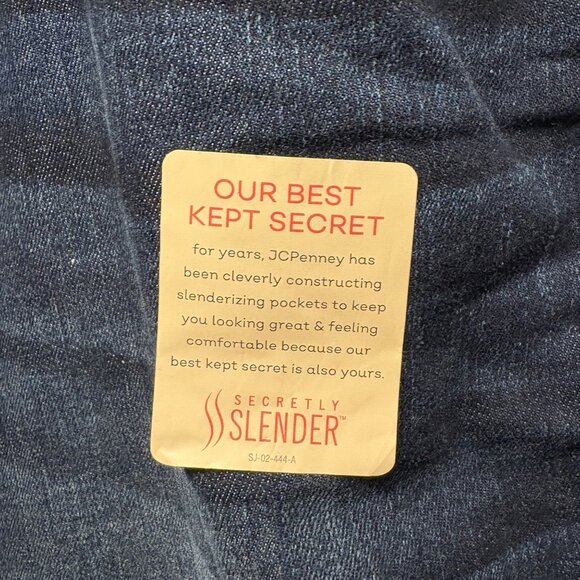 OUR BEST
KEPT SECRET
for years, JCPenney has
been cleverly constructing
slenderizing pockets to keep
you looking great & feeling
comfortable because our
best kept secret is also yours.
SECRETLY
SLENDER™
SJ-02-444-A